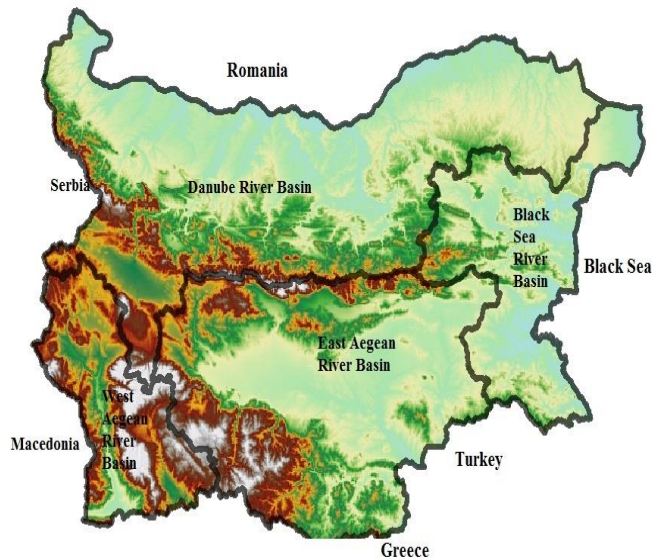 Romania
Serbia
Danube River Basin
Black
Sea
River
Basin
Black Sea
East Aegean
River Basin
West
Aegean
River
Basin
Macedonia
Turkey
Greece